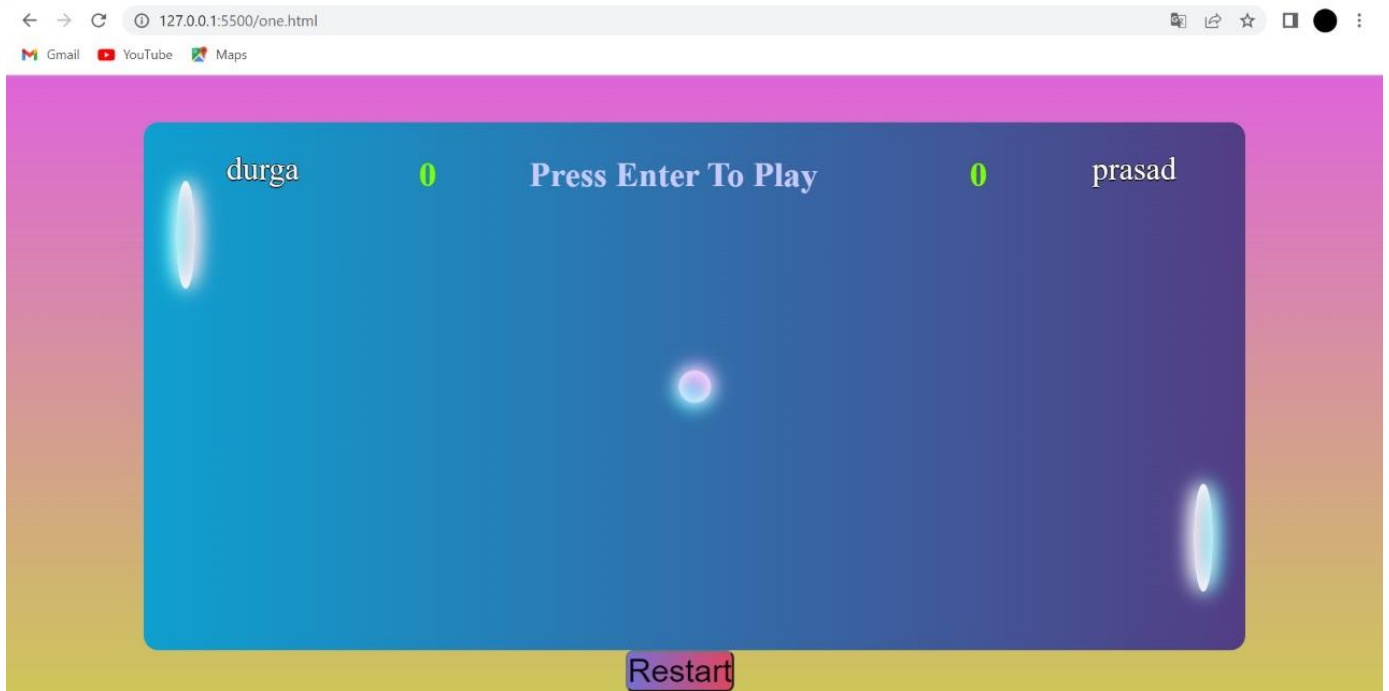 127.0.0.1:5500/one.html
Gmail YouTube Maps
durga 0 Press Enter To Play 0 prasad
Restart